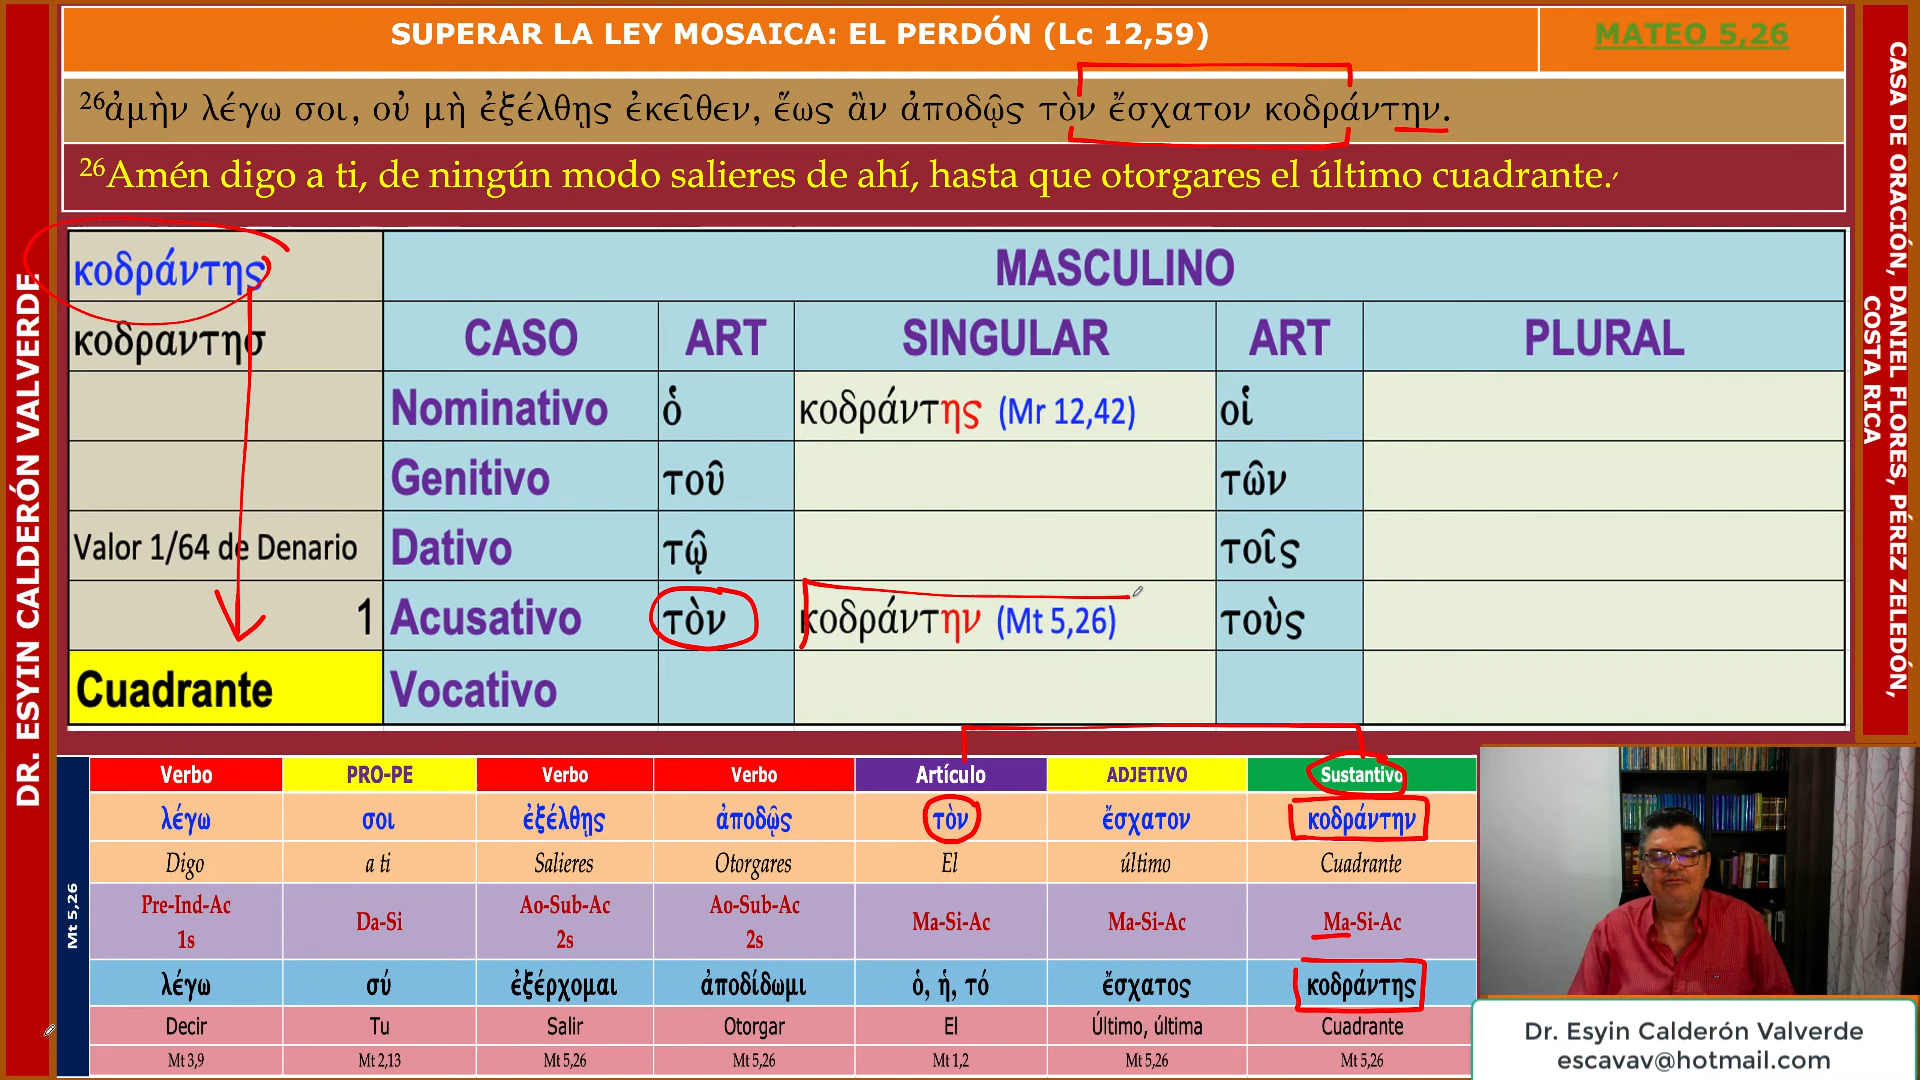 SUPERAR LA LEY MOSAICA: EL PERDÓN (Lc 12,59)
MATEO 5,26
26ἀμὴν λέγω σοι, οὐ μὴ ἐξέλθῃς ἐκεῖθεν, ἕως ἂν ἀποδῷς τὸν ἔσχατον κοδράντην.
26Amén digo a ti, de ningún modo salieres de ahí, hasta que otorgares el último cuadrante.
DR. ESYIN CALDERÓN VALVERDE
CASA DE ORACIÓN, DANIEL FLORES, PÉREZ ZELEDÓN,
COSTA RICA
κοδράντης MASCULINO
κοδραντησ CASO ART SINGULAR ART PLURAL
Nominativo ὁ κοδράντης (Mr 12,42) οἱ
Genitivo τοῦ τῶν
Valor 1/64 de Denario Dativo τῷ τοῖς
1 Acusativo τὸν κοδράντην (Mt 5,26) τοὺς
Cuadrante Vocativo
Mt 5,26
Verbo PRO-PE Verbo Verbo Artículo ADJETIVO Sustantivo
λέγω σοι ἐξέλθῃς ἀποδῷς τὸν ἔσχατον κοδράντην
Digo a ti Salieres Otorgares El último Cuadrante
Pre-Ind-Ac Da-Si Ao-Sub-Ac Ao-Sub-Ac Ma-Si-Ac Ma-Si-Ac Ma-Si-Ac
1s 2s 2s
λέγω σύ ἐξέρχομαι ἀποδίδωμι ὁ, ἡ, τό ἔσχατος κοδράντης
Decir Tu Salir Otorgar El Último, última Cuadrante
Mt 3,9 Mt 2,13 Mt 5,26 Mt 5,26 Mt 1,2 Mt 5,26 Mt 5,26
Dr. Esyin Calderón Valverde
escavav@hotmail.com